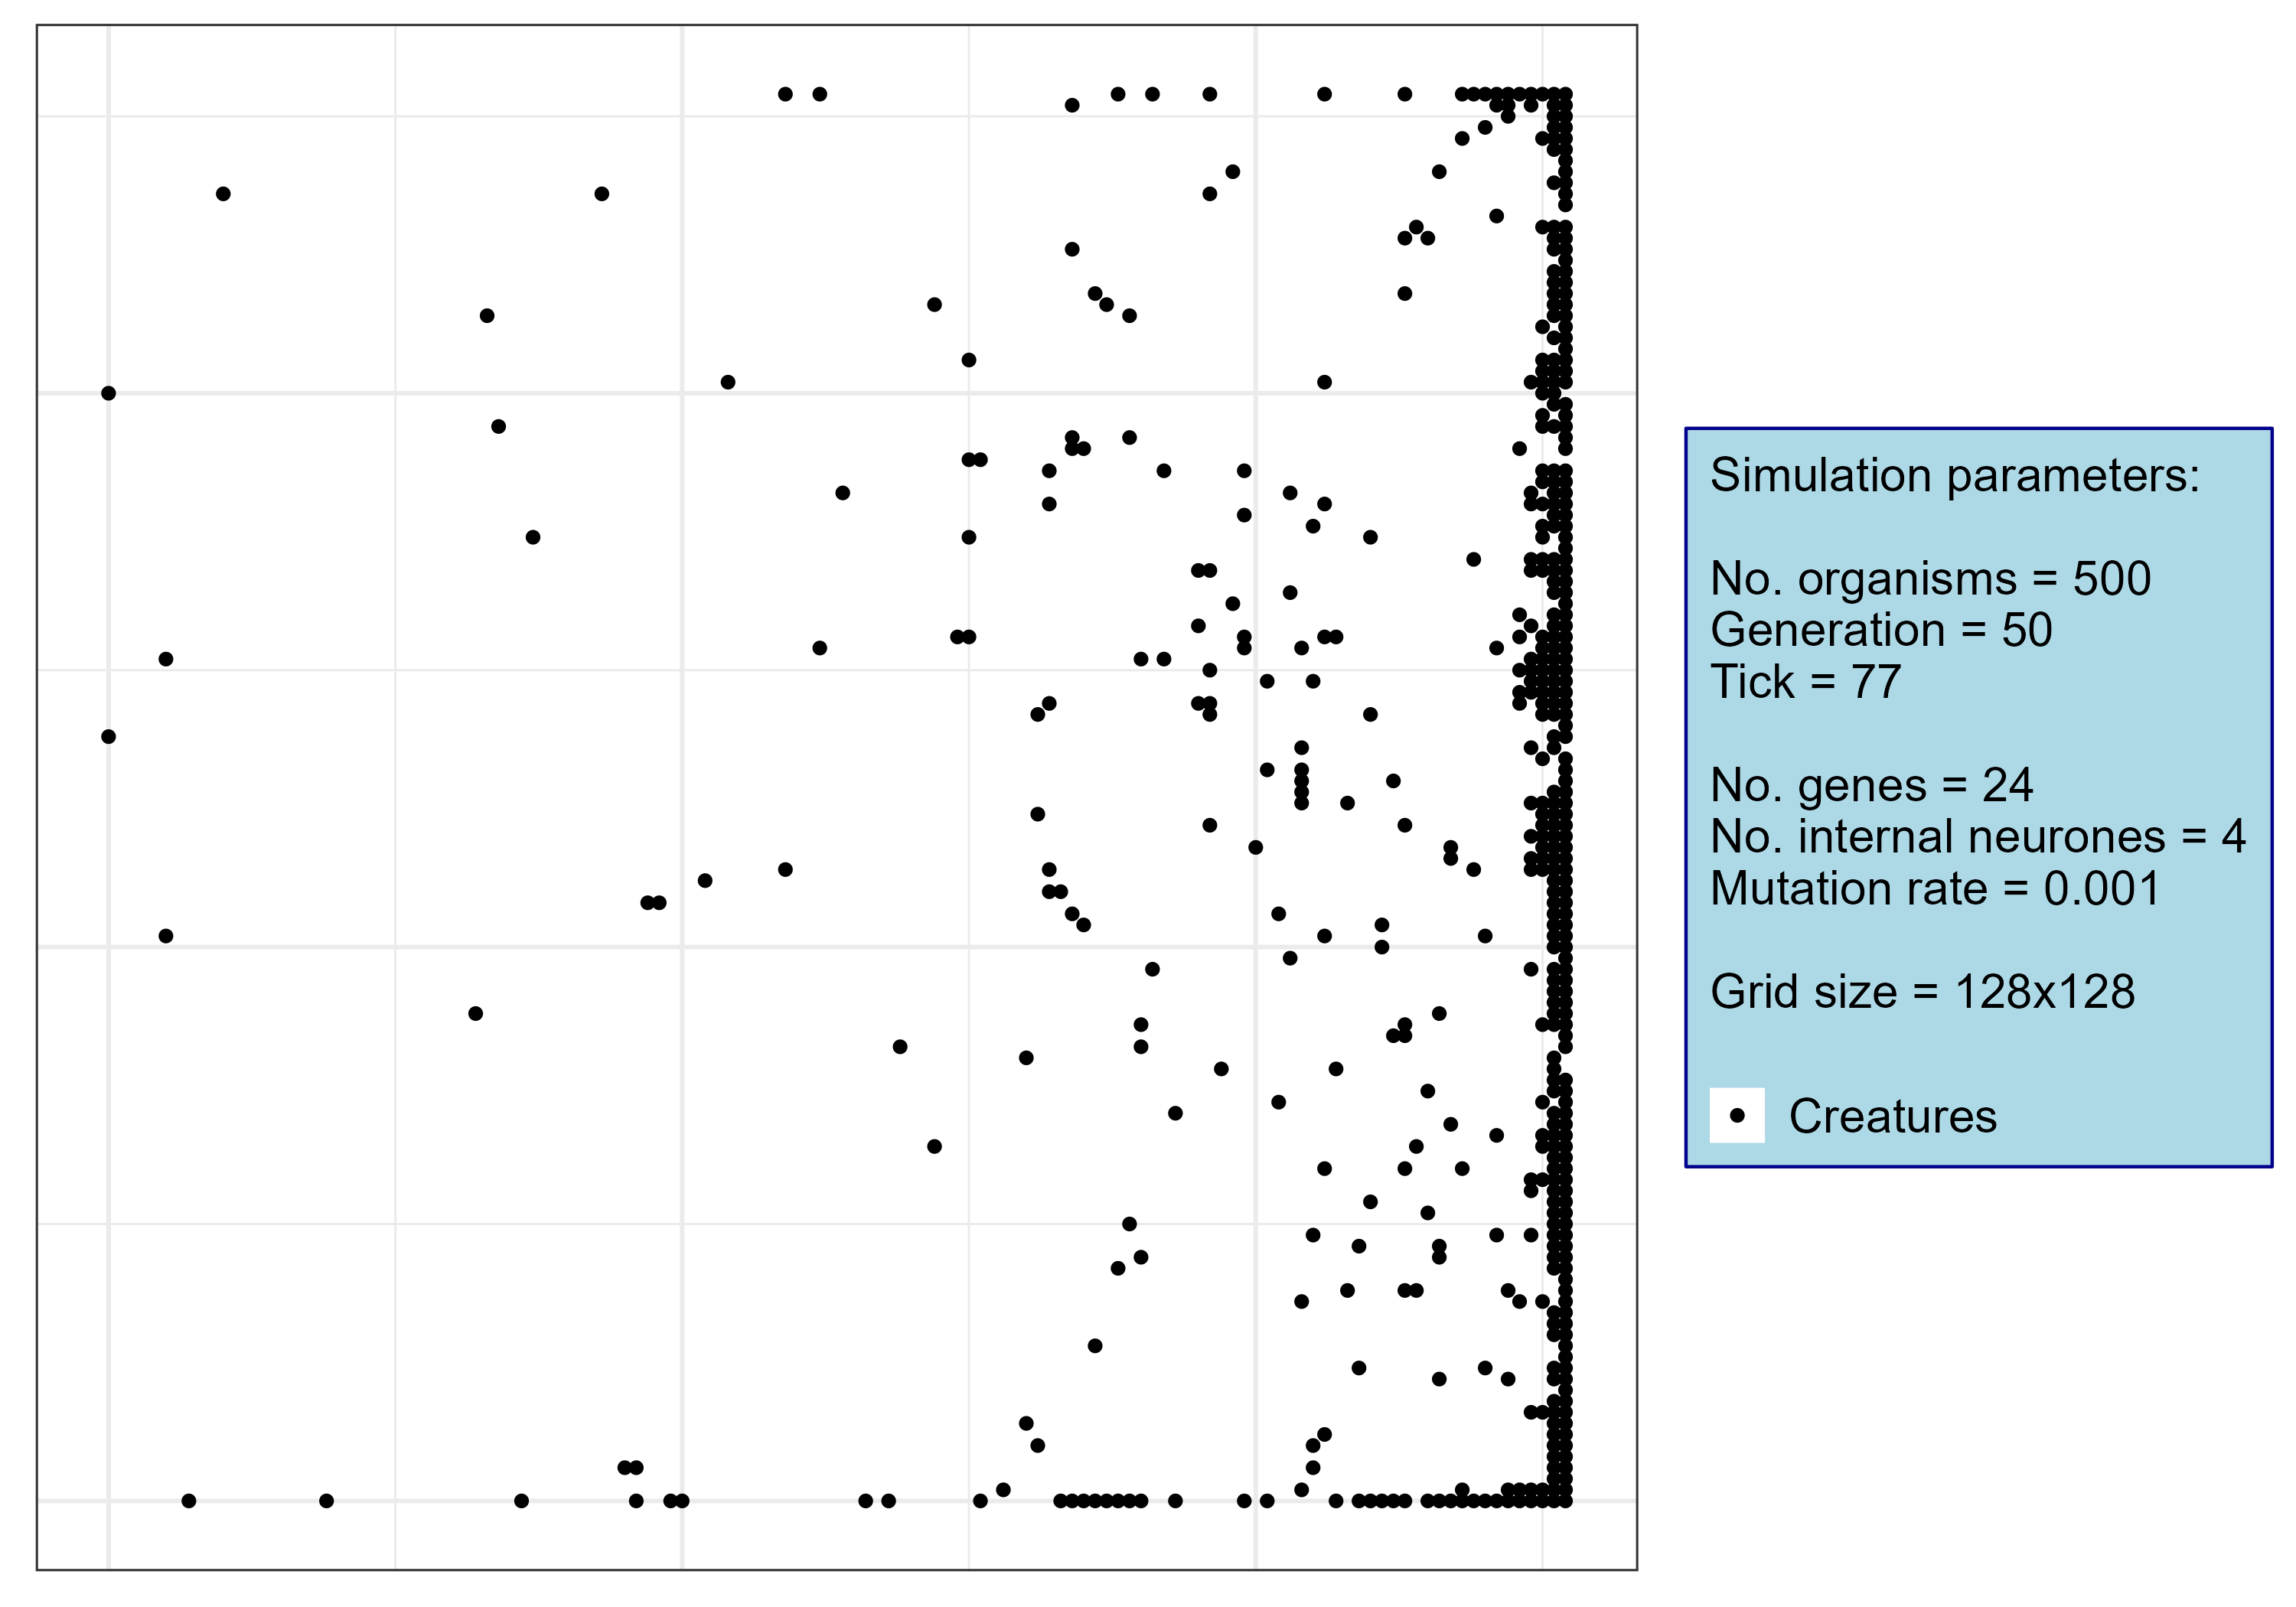 Simulation parameters:
No. organisms = 500
Generation = 50
Tick = 77
No. genes = 24
No. internal neurones = 4
Mutation rate = 0.001
Grid size = 128x128
Creatures